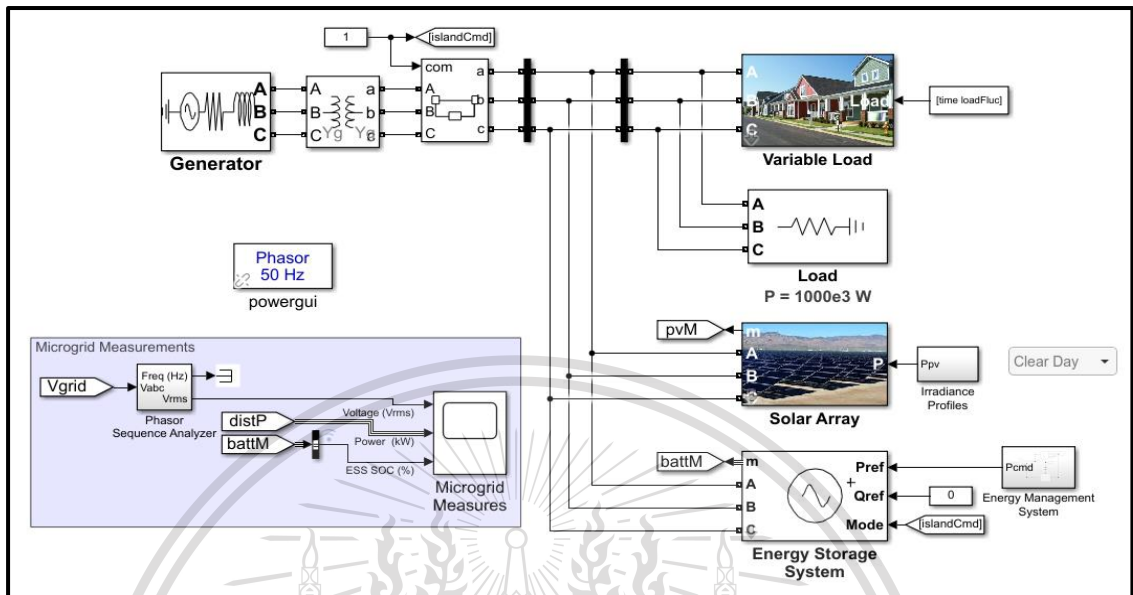 1
[islandCmd]
com
A
B
C
a
b
c
A
B
C
a
b
c
Yg
Yg
A
B
C
Generator
A
B
C
Load
[time loadFluc]
Variable Load
A
B
C
Load
P = 1000e3 W
Phasor
50 Hz
powergui
pvM
m
A
B
C
P
Ppv
Clear Day
Solar Array
Irradiance
Profiles
Microgrid Measurements
Vgrid
Freq (Hz)
Vabc
Vrms
Phasor
Sequence Analyzer
distP
battM
Voltage (Vrms)
Power (kW)
ESS SOC (%)
Microgrid
Measures
battM
m
A
B
C
Pref
Qref
Mode
+
Pcmd
0
[islandCmd]
Energy Management
System
Energy Storage
System